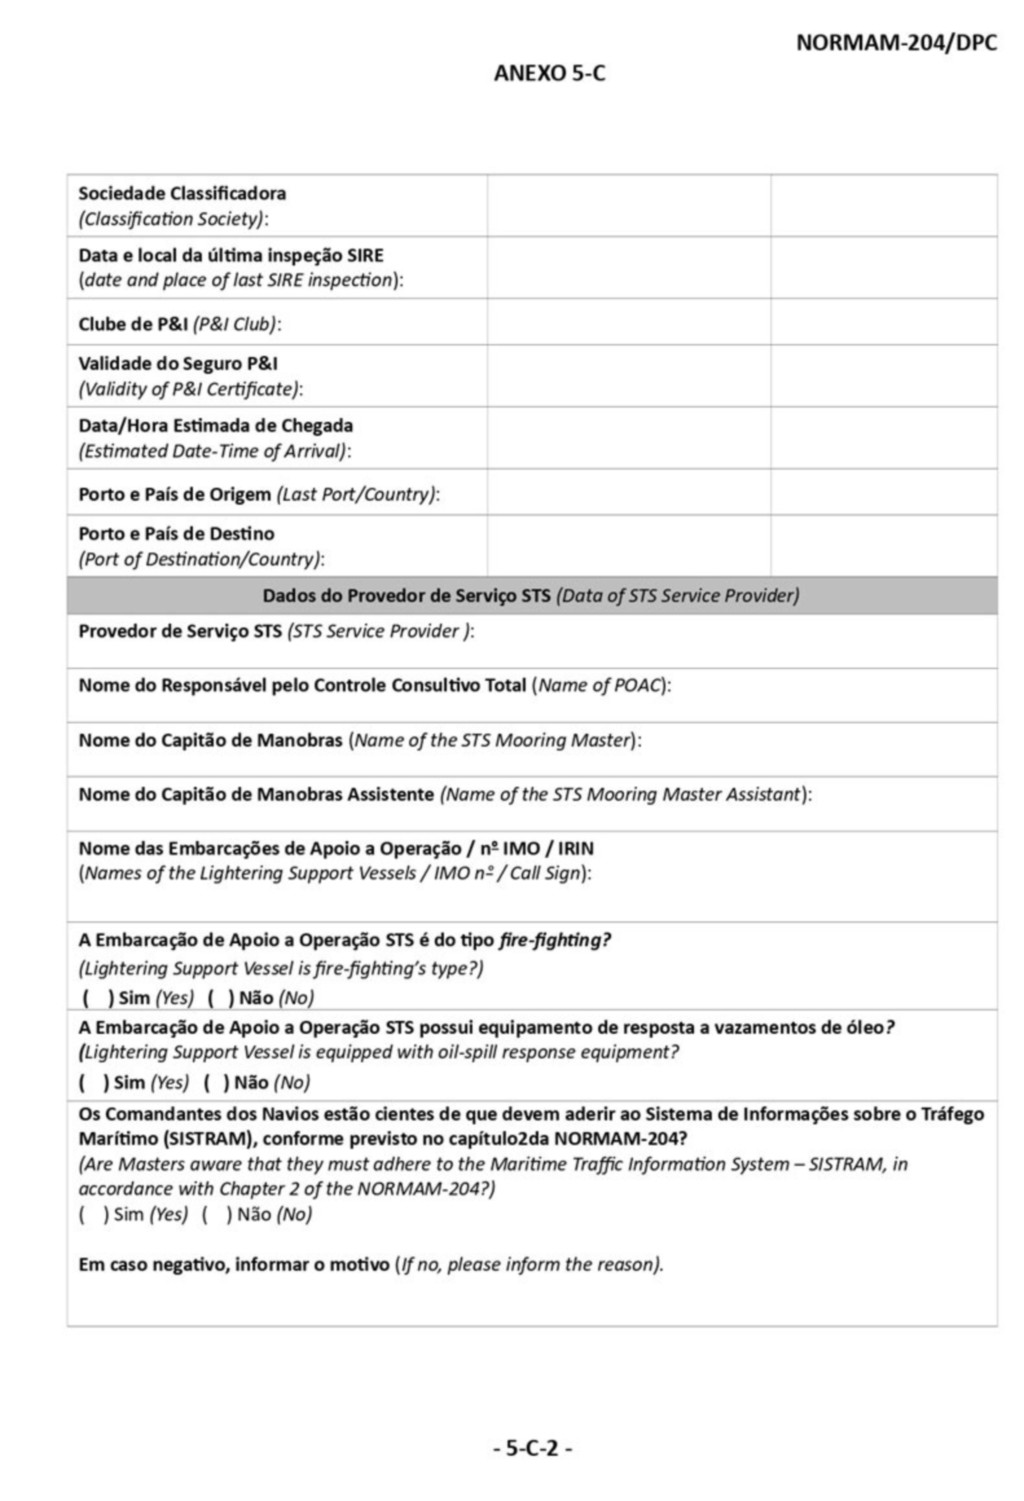 NORMAM-204/DPC
ANEXO 5-C
Sociedade Classificadora
(Classification Society):
Data e local da última inspeção SIRE
(date and place of last SIRE inspection):
Clube de P&I (P&I Club):
Validade do Seguro P&I
(Validity of P&I Certificate):
Data/Hora Estimada de Chegada
(Estimated Date-Time of Arrival):
Porto e País de Origem (Last Port/Country):
Porto e País de Destino
(Port of Destination/Country):
Dados do Provedor de Serviço STS (Data of STS Service Provider)
Provedor de Serviço STS (STS Service Provider ):
Nome do Responsável pelo Controle Consultivo Total (Name of POAC):
Nome do Capitão de Manobras (Name of the STS Mooring Master):
Nome do Capitão de Manobras Assistente (Name of the STS Mooring Master Assistant):
Nome das Embarcações de Apoio a Operação / nº IMO / IRIN
(Names of the Lightering Support Vessels / IMO nº / Call Sign):
A Embarcação de Apoio a Operação STS é do tipo fire-fighting?
(Lightering Support Vessel is fire-fighting's type?)
( ) Sim (Yes) ( ) Não (No)
A Embarcação de Apoio a Operação STS possui equipamento de resposta a vazamentos de óleo?
(Lightering Support Vessel is equipped with oil-spill response equipment?
( ) Sim (Yes) ( ) Não (No)
Os Comandantes dos Navios estão cientes de que devem aderir ao Sistema de Informações sobre o Tráfego
Marítimo (SISTRAM), conforme previsto no capítulo2da NORMAM-204?
(Are Masters aware that they must adhere to the Maritime Traffic Information System – SISTRAM, in
accordance with Chapter 2 of the NORMAM-204?)
( ) Sim (Yes) ( ) Não (No)
Em caso negativo, informar o motivo (If no, please inform the reason).
- 5-C-2 -